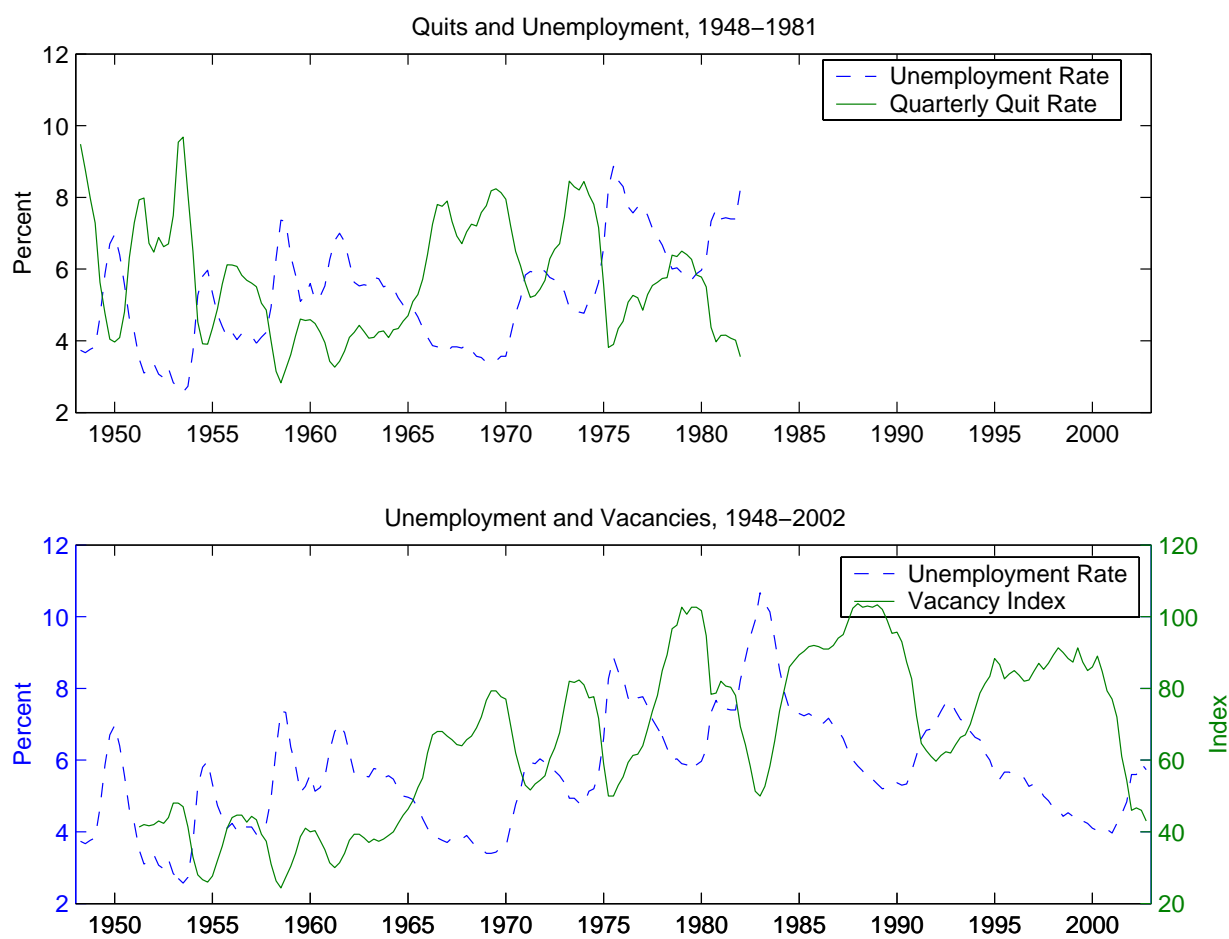 Quits and Unemployment, 1948−1981
12
10
8
6
4
2
Percent
Unemployment Rate
Quarterly Quit Rate
1950 1955 1960 1965 1970 1975 1980 1985 1990 1995 2000
Unemployment and Vacancies, 1948−2002
12
10
8
6
4
2
Percent
Unemployment Rate
Vacancy Index
120
100
80
60
40
20
Index
1950 1955 1960 1965 1970 1975 1980 1985 1990 1995 2000